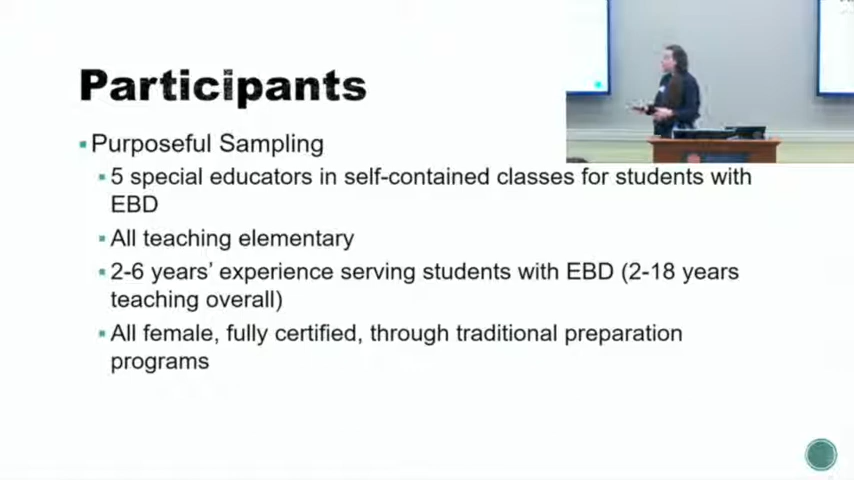 Participants
Purposeful Sampling
5 special educators in self-contained classes for students with
EBD
All teaching elementary
2-6 years' experience serving students with EBD (2-18 years
teaching overall)
All female, fully certified, through traditional preparation
programs